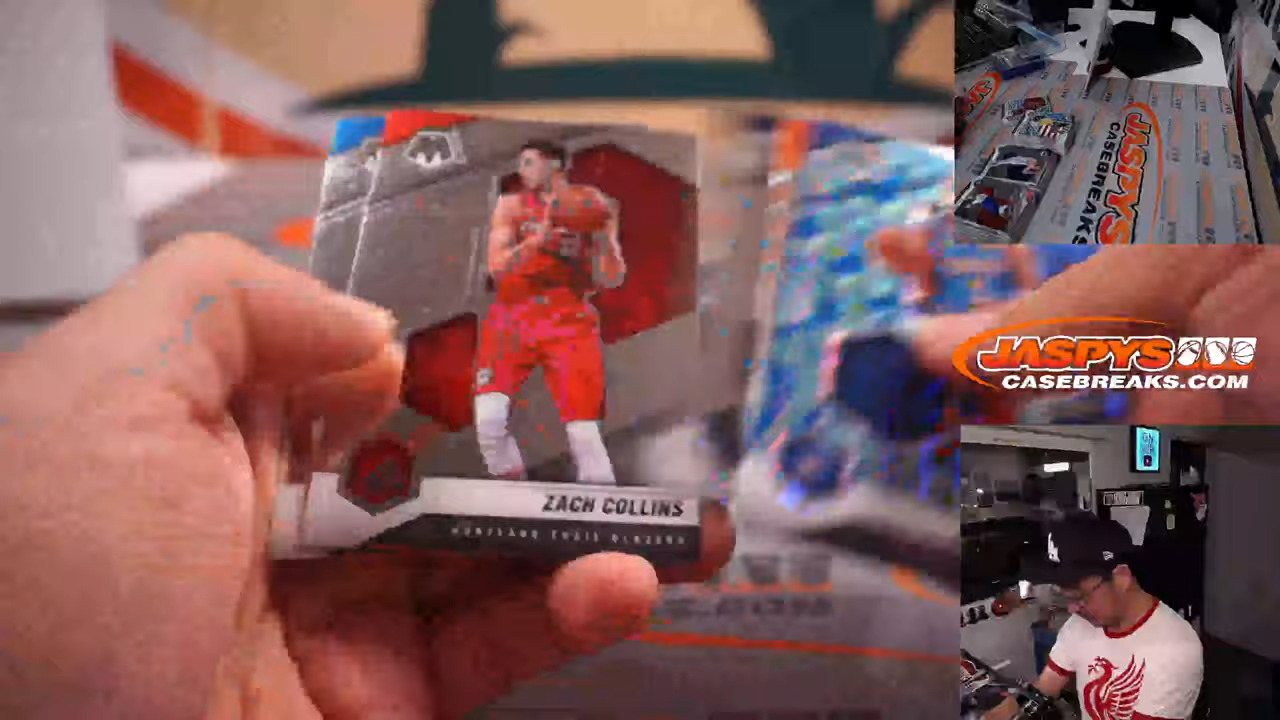 ZACH COLLINS
PORTLAND TRAIL BLAZERS
JASPYS
CASEBREAKS
JASPYS
CASEBREAKS.COM